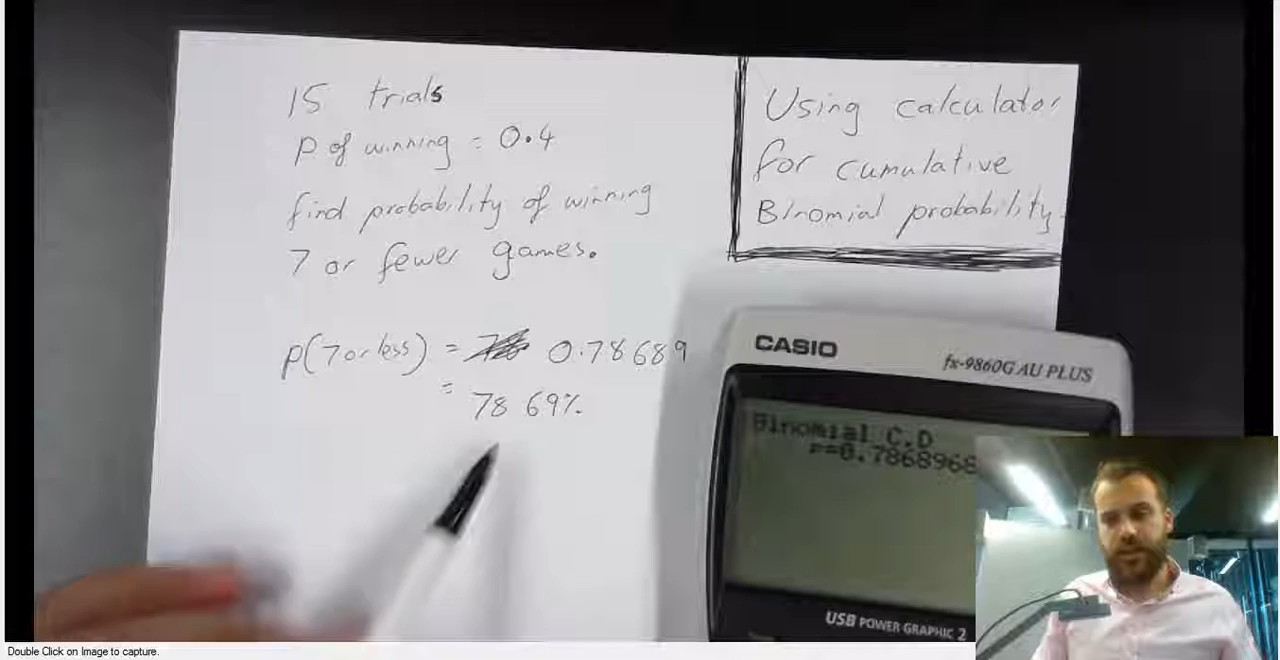 15 trials
p of winning = 0.4
find probability of winning
7 or fewer games.
p(7 or less) = 0.78689
= 78 69%
Using calculator
for cumulative
Binomial probability
CASIO
fx-9860G AU PLUS
Binomial C.D
P=0.7868968
USB POWER GRAPHIC 2
Double Click on Image to capture.